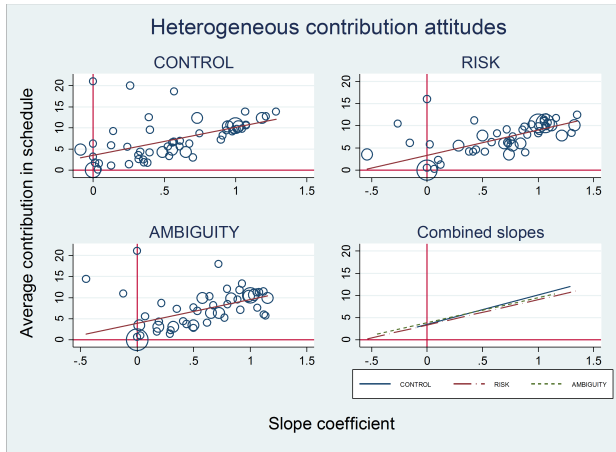 Heterogeneous contribution attitudes
CONTROL
20
15
10
5
0
0 .5 1 1.5
RISK
20
15
10
5
0
-.5 0 .5 1 1.5
AMBIGUITY
20
15
10
5
0
-.5 0 .5 1 1.5
Combined slopes
20
15
10
5
0
-.5 0 .5 1 1.5
CONTROL RISK AMBIGUITY
Average contribution in schedule
Slope coefficient